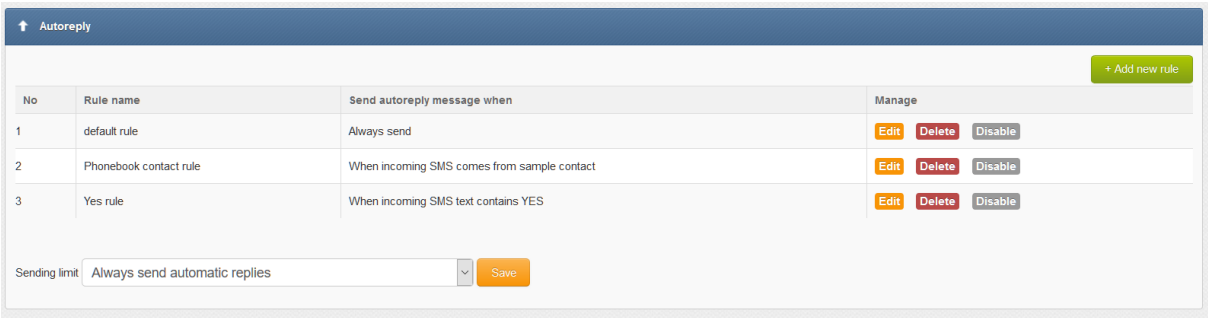 Autoreply
+ Add new rule
No Rule name Send autoreply message when Manage
1 default rule Always send Edit Delete Disable
2 Phonebook contact rule When incoming SMS comes from sample contact Edit Delete Disable
3 Yes rule When incoming SMS text contains YES Edit Delete Disable
Sending limit Always send automatic replies Save